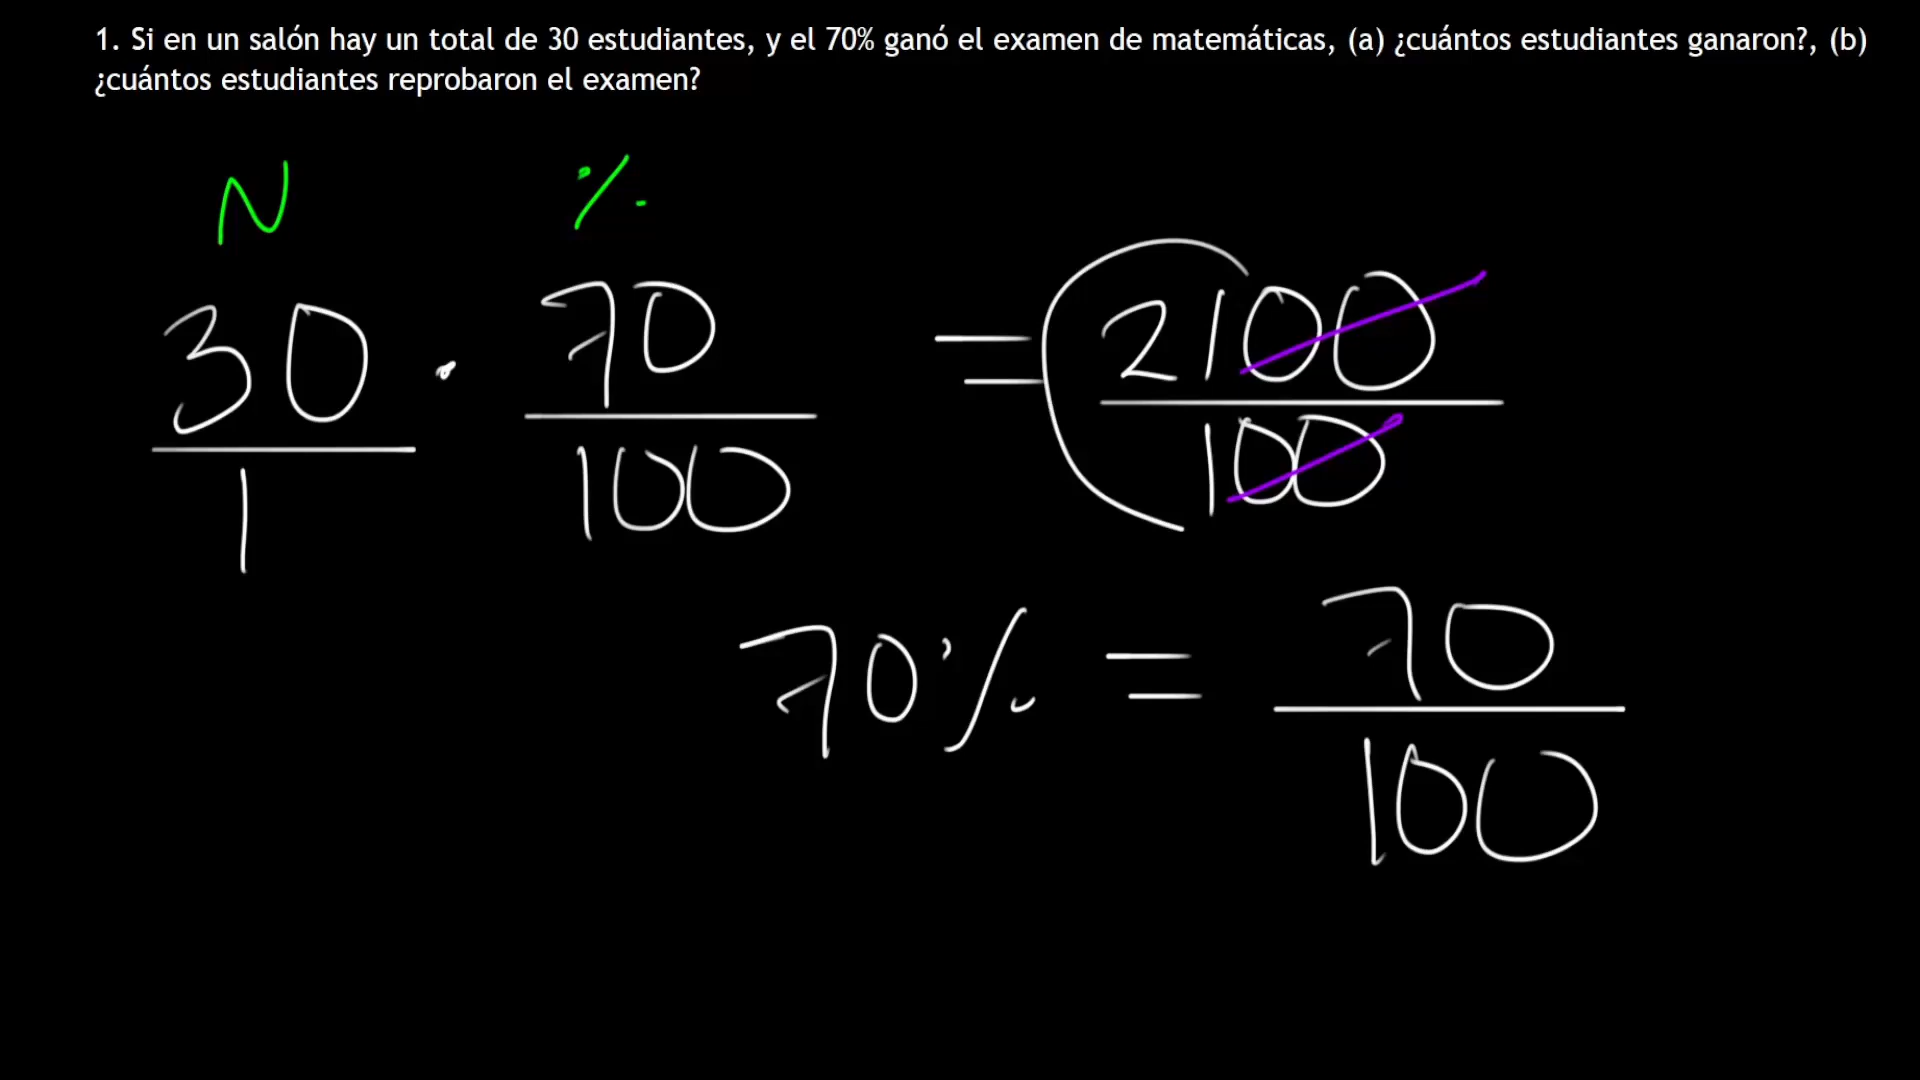 1. Si en un salón hay un total de 30 estudiantes, y el 70% ganó el examen de matemáticas, (a) ¿cuántos estudiantes ganaron?, (b)
¿cuántos estudiantes reprobaron el examen?
N %
30/1 · 70/100 = 2100/100
70% = 70/100